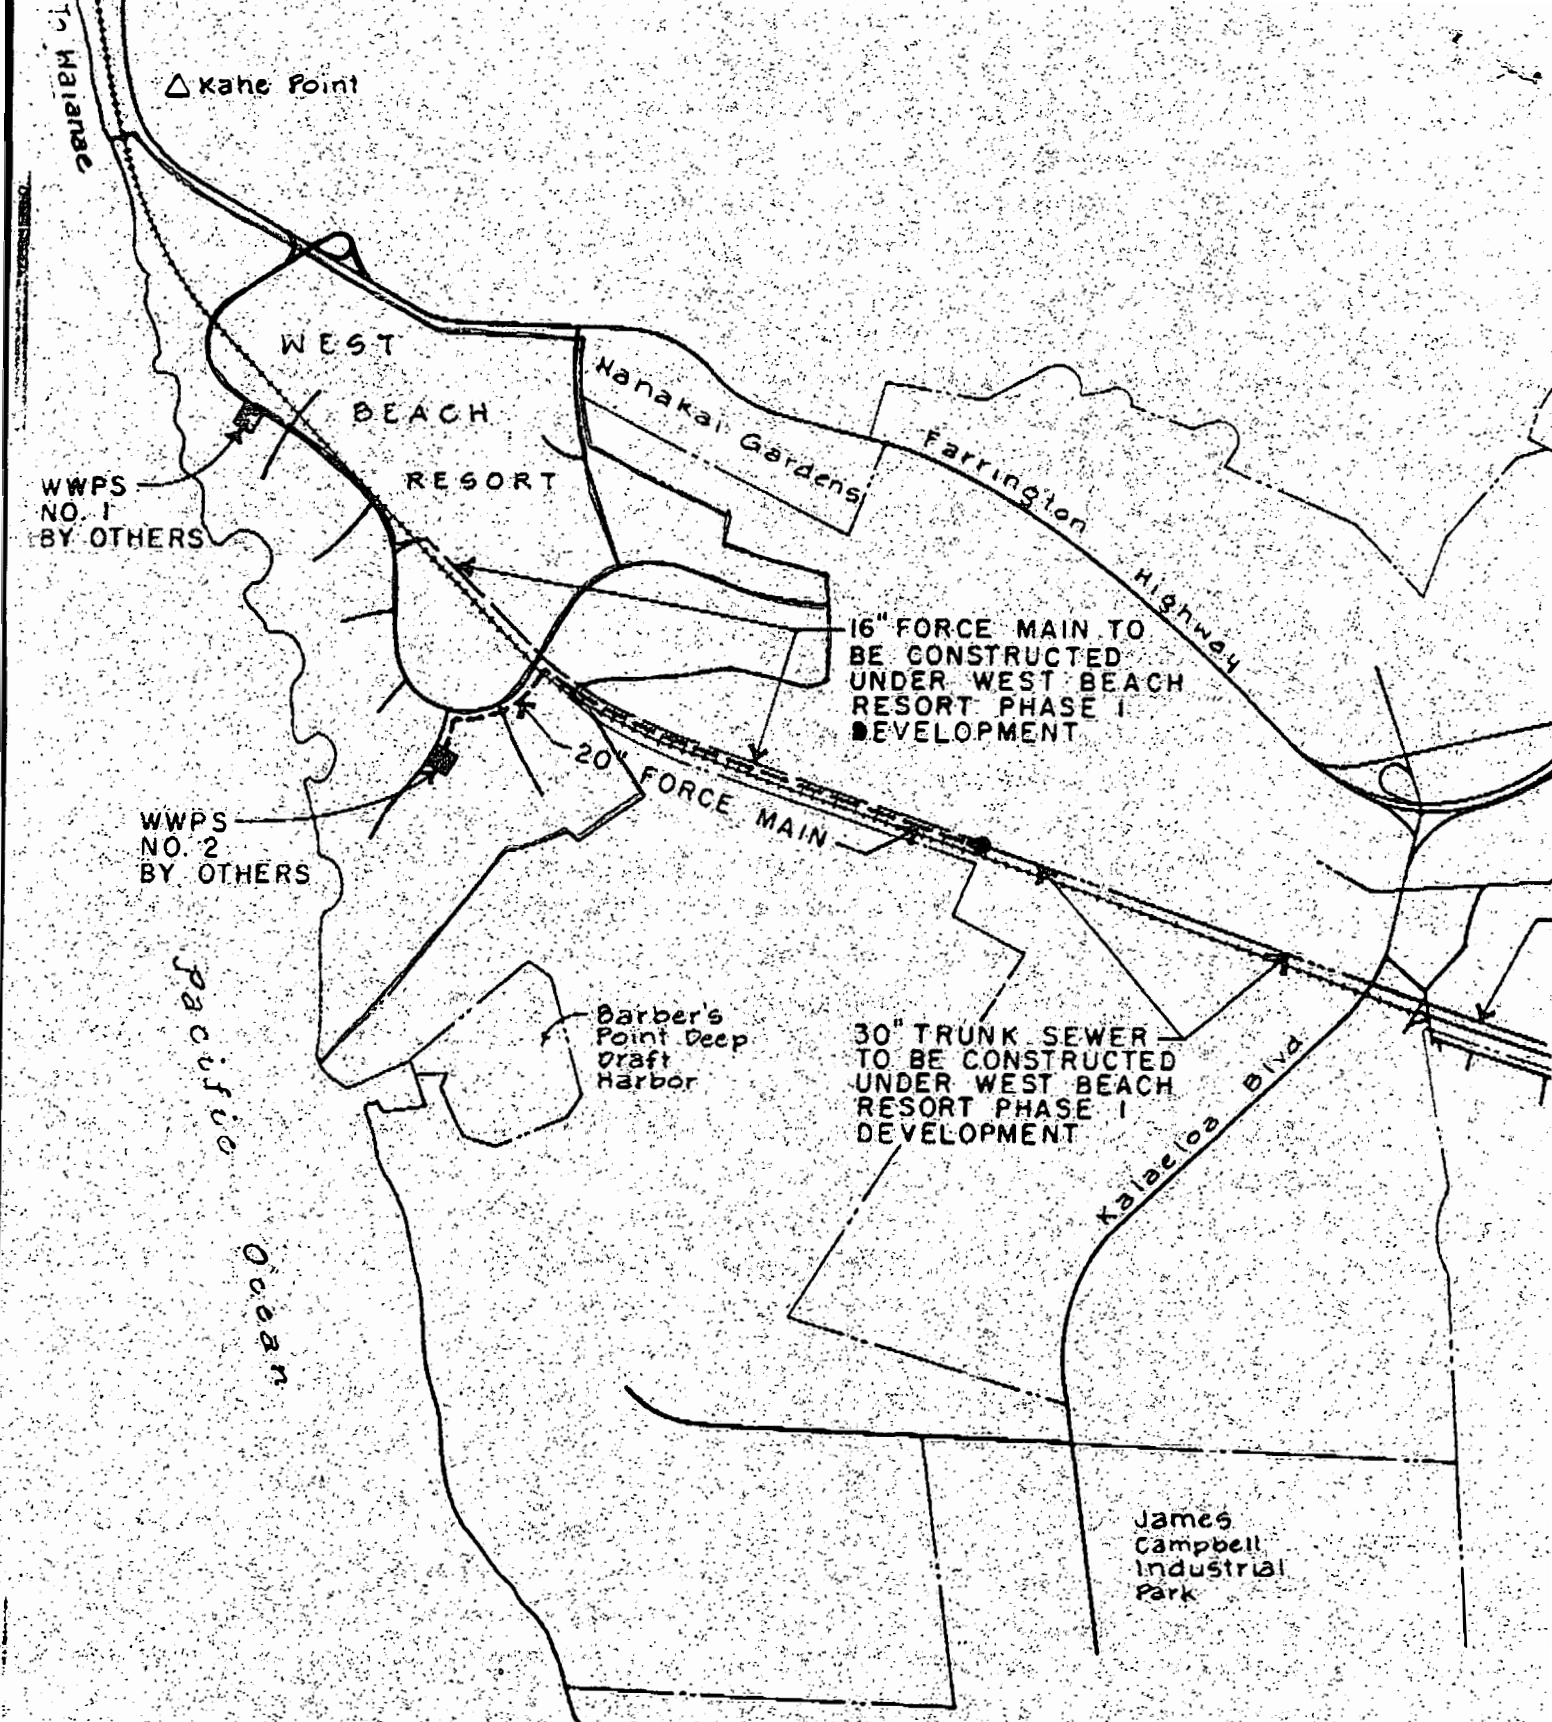 To Waianae
Kahe Point
WEST
BEACH
RESORT
Hanakai Gardens
Farrington Highway
WWPS
NO. 1
BY OTHERS
16" FORCE MAIN TO
BE CONSTRUCTED
UNDER WEST BEACH
RESORT PHASE 1
DEVELOPMENT
20" FORCE MAIN
WWPS
NO. 2
BY OTHERS
Pacific Ocean
Barber's
Point Deep
Draft
Harbor
30" TRUNK SEWER
TO BE CONSTRUCTED
UNDER WEST BEACH
RESORT PHASE 1
DEVELOPMENT
Kalaeloa Blvd.
James
Campbell
Industrial
Park